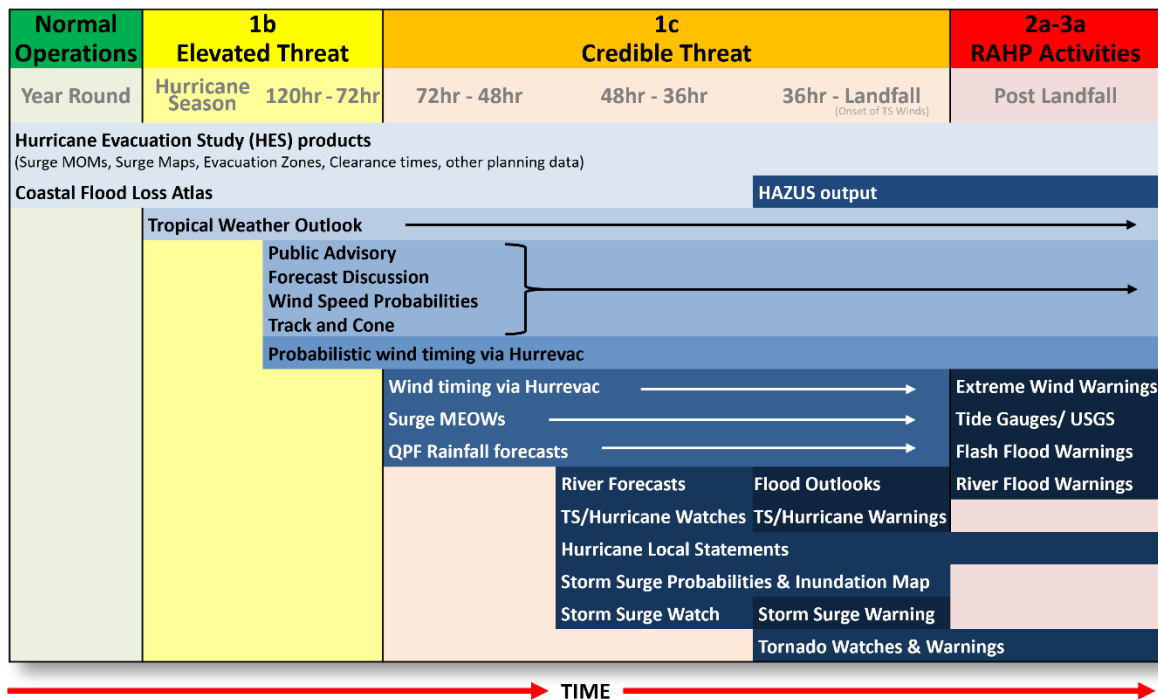 Normal Operations
1b
Elevated Threat
1c
Credible Threat
2a-3a
RAHP Activities
Year Round
Hurricane Season
120hr - 72hr
72hr - 48hr
48hr - 36hr
36hr - Landfall
(Onset of TS Winds)
Post Landfall
Hurricane Evacuation Study (HES) products
(Surge MOMs, Surge Maps, Evacuation Zones, Clearance times, other planning data)
Coastal Flood Loss Atlas
HAZUS output
Tropical Weather Outlook
Public Advisory
Forecast Discussion
Wind Speed Probabilities
Track and Cone
Probabilistic wind timing via Hurrevac
Wind timing via Hurrevac
Extreme Wind Warnings
Surge MEOWs
Tide Gauges/ USGS
QPF Rainfall forecasts
Flash Flood Warnings
River Forecasts
Flood Outlooks
River Flood Warnings
TS/Hurricane Watches
TS/Hurricane Warnings
Hurricane Local Statements
Storm Surge Probabilities & Inundation Map
Storm Surge Watch
Storm Surge Warning
Tornado Watches & Warnings
TIME